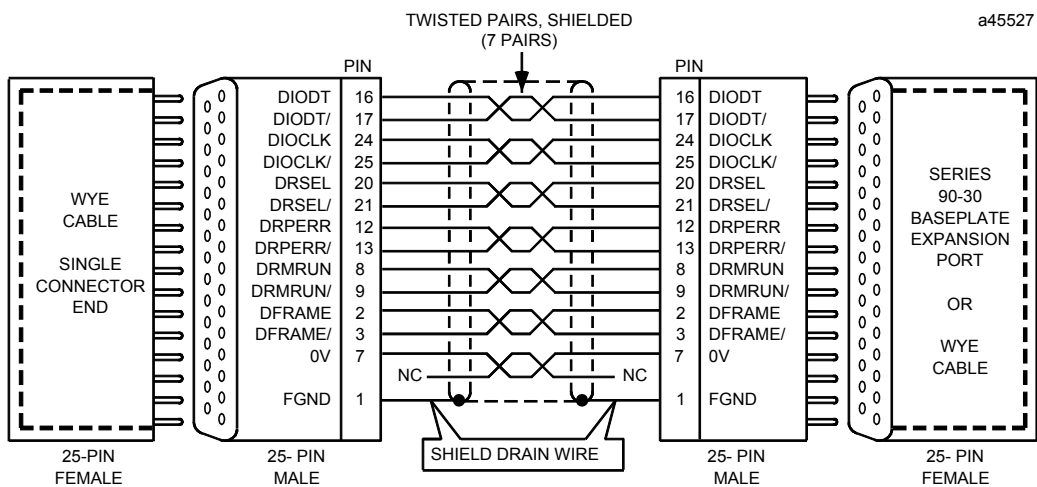 TWISTED PAIRS, SHIELDED
(7 PAIRS)
a45527
PIN
PIN
DIODT 16
DIODT/ 17
DIOCLK 24
DIOCLK/ 25
DRSEL 20
DRSEL/ 21
DRPERR 12
DRPERR/ 13
DRMRUN 8
DRMRUN/ 9
DFRAME 2
DFRAME/ 3
0V 7
FGND 1
NC
NC
16 DIODT
17 DIODT/
24 DIOCLK
25 DIOCLK/
20 DRSEL
21 DRSEL/
12 DRPERR
13 DRPERR/
8 DRMRUN
9 DRMRUN/
2 DFRAME
3 DFRAME/
7 0V
1 FGND
WYE
CABLE
SINGLE
CONNECTOR
END
SERIES
90-30
BASEPLATE
EXPANSION
PORT
OR
WYE
CABLE
SHIELD DRAIN WIRE
25-PIN
FEMALE
25- PIN
MALE
25- PIN
MALE
25- PIN
FEMALE